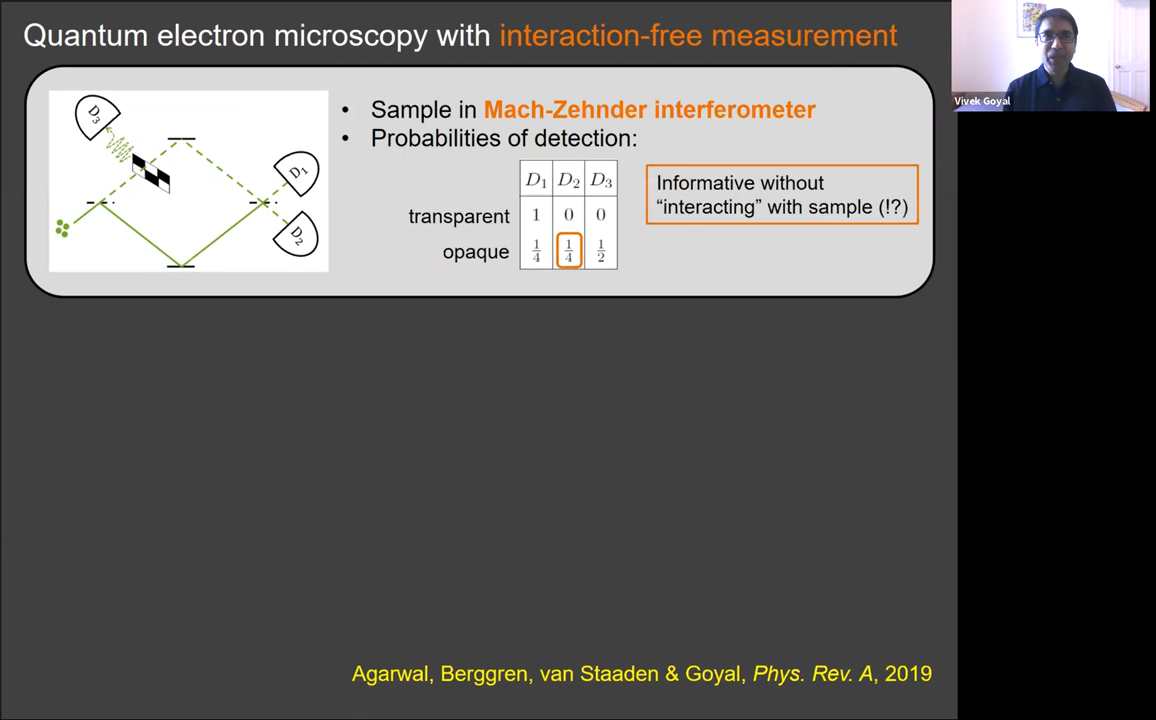 Quantum electron microscopy with interaction-free measurement
Vivek Goyal
D3
D1
D2
• Sample in Mach-Zehnder interferometer
• Probabilities of detection:
D1 D2 D3
transparent 1 0 0
opaque 1/4 1/4 1/2
Informative without
“interacting” with sample (!?)
Agarwal, Berggren, van Staaden & Goyal, Phys. Rev. A, 2019